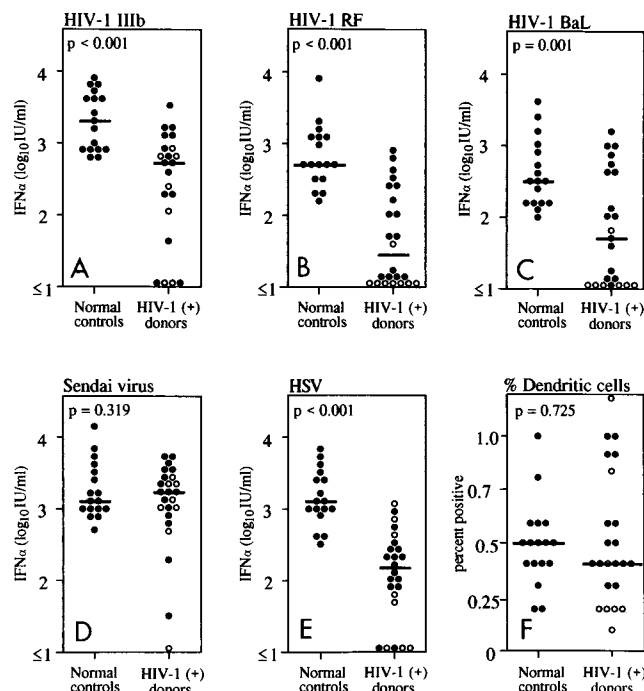 HIV-1 IIIb
p < 0.001
IFNα (log10 IU/ml)
4
3
2
≤1
A
Normal controls
HIV-1 (+) donors
HIV-1 RF
p < 0.001
IFNα (log10 IU/ml)
4
3
2
≤1
B
Normal controls
HIV-1 (+) donors
HIV-1 BaL
p = 0.001
IFNα (log10 IU/ml)
4
3
2
≤1
C
Normal controls
HIV-1 (+) donors
Sendai virus
p = 0.319
IFNα (log10 IU/ml)
4
3
2
≤1
D
Normal controls
HIV-1 (+) donors
HSV
p < 0.001
IFNα (log10 IU/ml)
4
3
2
≤1
E
Normal controls
HIV-1 (+) donors
% Dendritic cells
p = 0.725
percent positive
1.0
0.7
0.5
0.25
0
F
Normal controls
HIV-1 (+) donors